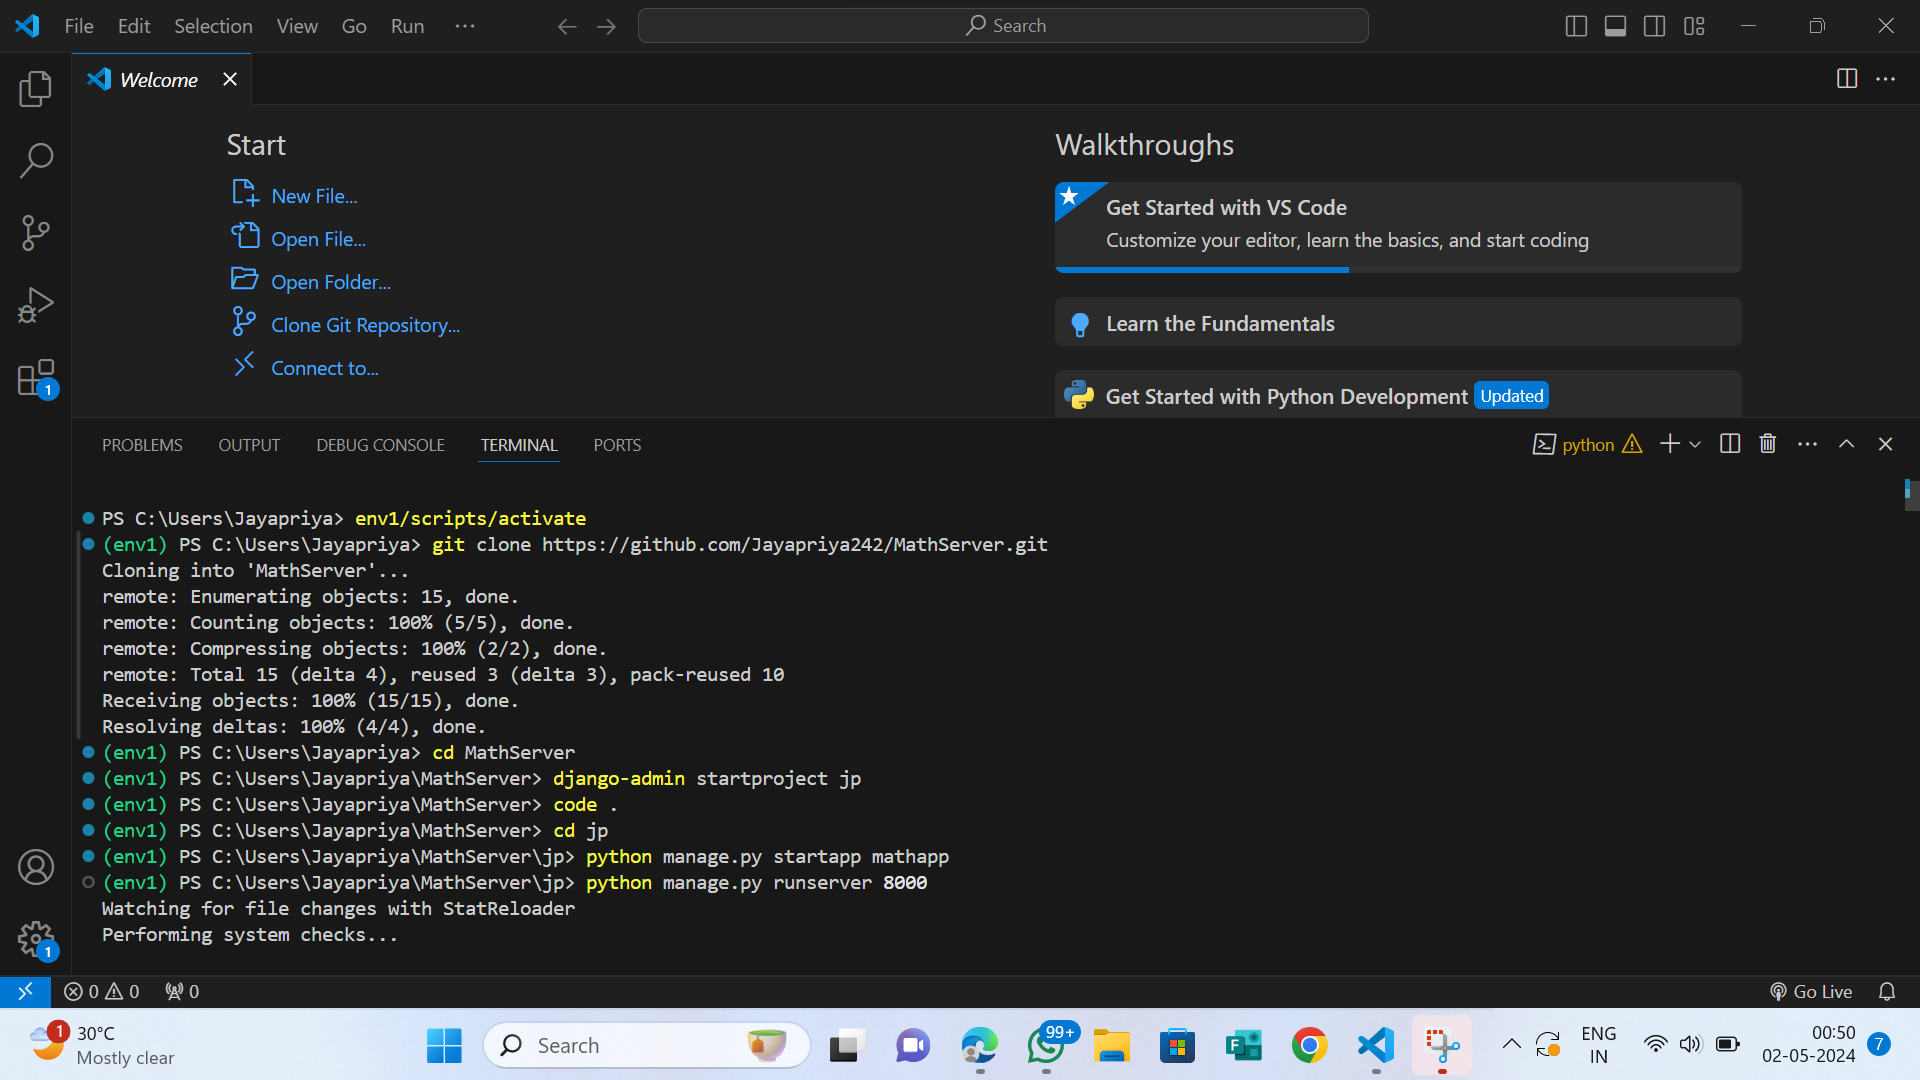 File Edit Selection View Go Run ··· Search
Welcome
Start
New File...
Open File...
Open Folder...
Clone Git Repository...
Connect to...
Walkthroughs
Get Started with VS Code
Customize your editor, learn the basics, and start coding
Learn the Fundamentals
Get Started with Python Development Updated
1
PROBLEMS OUTPUT DEBUG CONSOLE TERMINAL PORTS python
PS C:\Users\Jayapriya> env1/scripts/activate
(env1) PS C:\Users\Jayapriya> git clone https://github.com/Jayapriya242/MathServer.git
Cloning into 'MathServer'...
remote: Enumerating objects: 15, done.
remote: Counting objects: 100% (5/5), done.
remote: Compressing objects: 100% (2/2), done.
remote: Total 15 (delta 4), reused 3 (delta 3), pack-reused 10
Receiving objects: 100% (15/15), done.
Resolving deltas: 100% (4/4), done.
(env1) PS C:\Users\Jayapriya> cd MathServer
(env1) PS C:\Users\Jayapriya\MathServer> django-admin startproject jp
(env1) PS C:\Users\Jayapriya\MathServer> code .
(env1) PS C:\Users\Jayapriya\MathServer> cd jp
(env1) PS C:\Users\Jayapriya\MathServer\jp> python manage.py startapp mathapp
(env1) PS C:\Users\Jayapriya\MathServer\jp> python manage.py runserver 8000
Watching for file changes with StatReloader
Performing system checks...
1
0 0 0 Go Live
1 30°C
Mostly clear
Search
99+
F
ENG
IN
00:50
02-05-2024
7